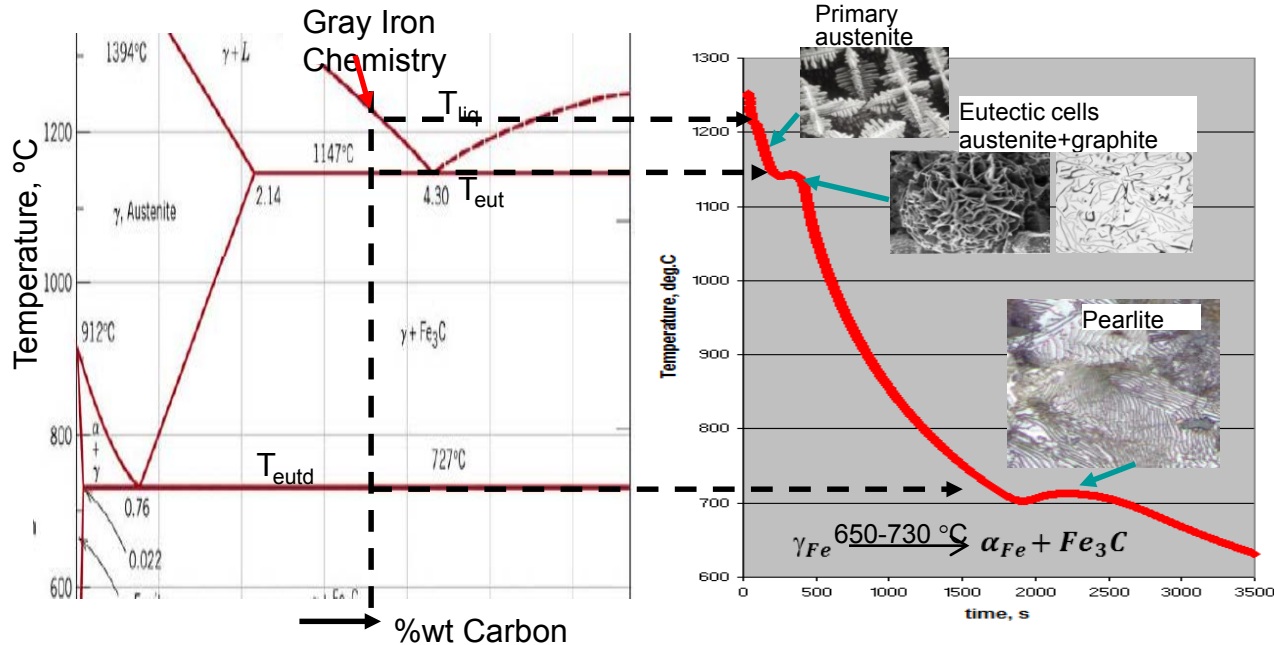 Gray Iron
Chemistry
1394°C
γ+L
T_liq
1200
1147°C
2.14
4.30
T_eut
γ, Austenite
Temperature, ºC
1000
912°C
γ + Fe₃C
800
α
+
γ
T_eutd
727°C
0.76
0.022
600
%wt Carbon
Primary
austenite
Eutectic cells
austenite+graphite
Pearlite
1300
1200
1100
1000
900
800
700
600
Temperature, deg.C
γ_Fe 650-730 °C α_Fe + Fe₃C
0 500 1000 1500 2000 2500 3000 3500
time, s